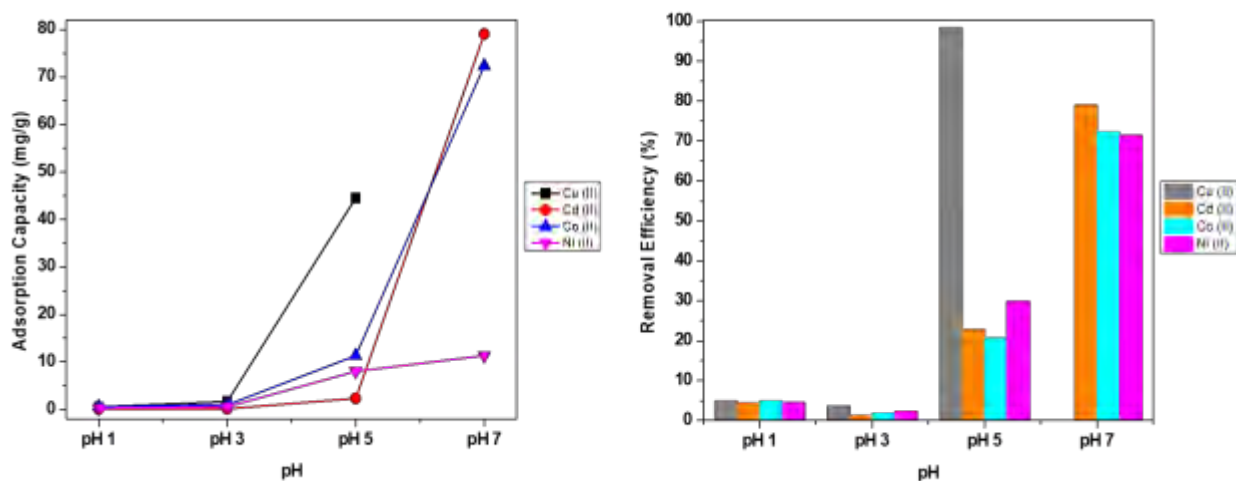 Adsorption Capacity (mg/g)
80
70
60
50
40
30
20
10
0
pH 1
pH 3
pH 5
pH 7
pH
Cu (II)
Cd (II)
Co (II)
Ni (II)
Removal Efficiency (%)
100
90
80
70
60
50
40
30
20
10
0
pH 1
pH 3
pH 5
pH 7
pH
Cu (II)
Cd (II)
Co (II)
Ni (II)